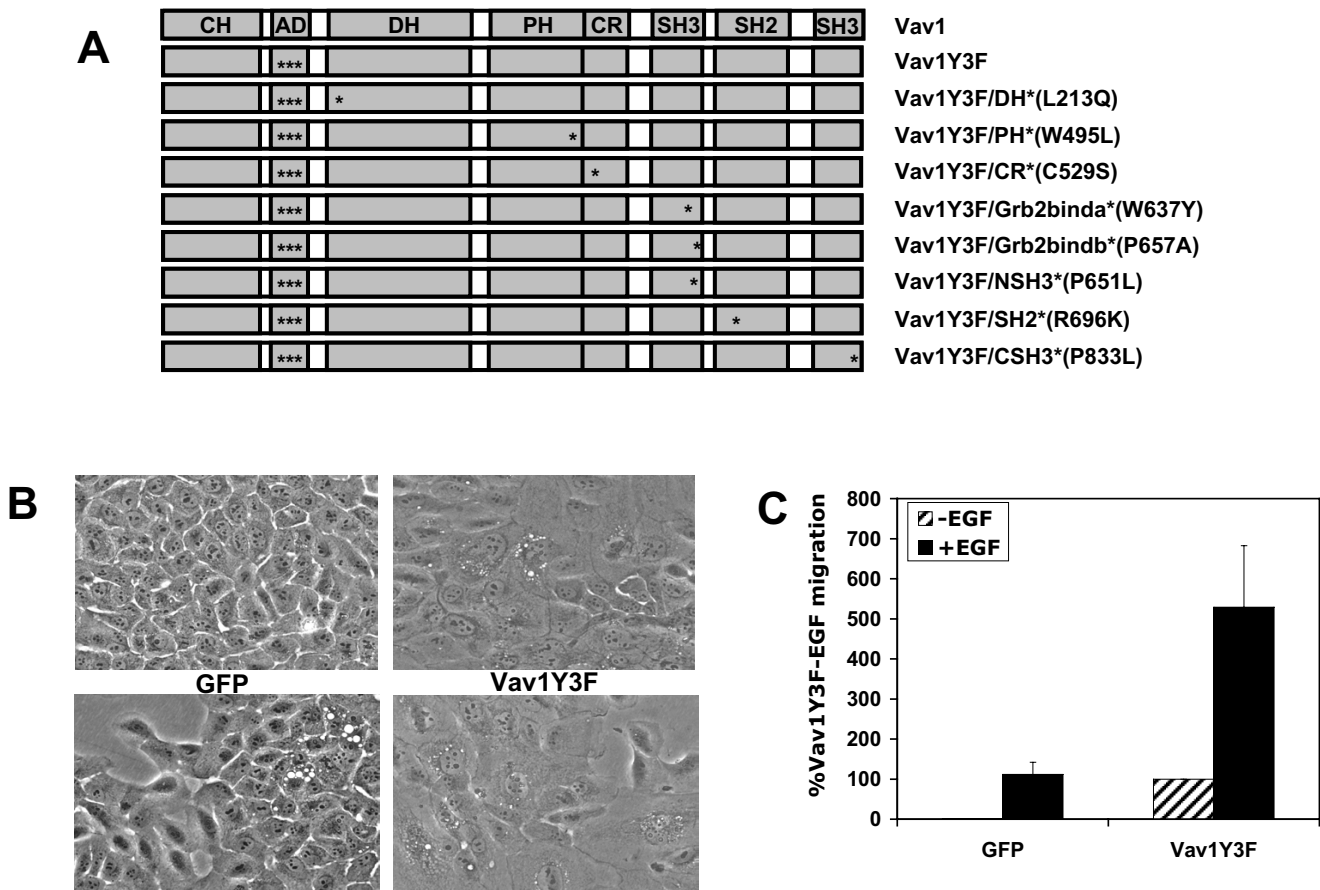 A
CH AD DH PH CR SH3 SH2 SH3 Vav1
*** Vav1Y3F
*** * Vav1Y3F/DH*(L213Q)
*** * Vav1Y3F/PH*(W495L)
*** * Vav1Y3F/CR*(C529S)
*** * Vav1Y3F/Grb2binda*(W637Y)
*** * Vav1Y3F/Grb2bindb*(P657A)
*** * Vav1Y3F/NSH3*(P651L)
*** * Vav1Y3F/SH2*(R696K)
*** * Vav1Y3F/CSH3*(P833L)
B
GFP Vav1Y3F
C
%Vav1Y3F-EGF migration
800
700
600
500
400
300
200
100
0
-EGF
+EGF
GFP Vav1Y3F